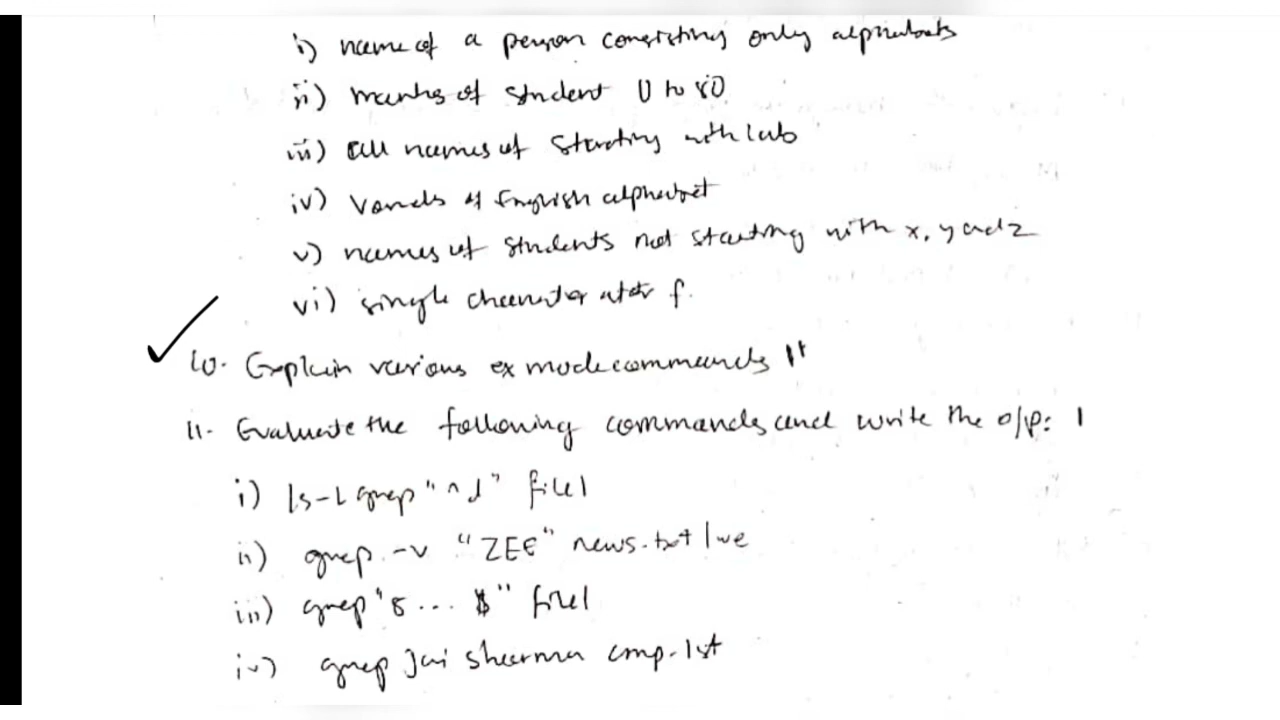 i) name of a person consisting only alphabets
ii) marks of student 0 to 80
iii) all names of starting with lab
iv) Vowels of English alphabet
v) names of students not starting with x, y and z
vi) single character after f.
10. Explain various ex mode commands
11. Evaluate the following commands and write the o/p:
i) ls -l grep "^d" file1
ii) grep -v "ZEE" news.txt | wc
iii) grep "5... $" file1
iv) grep Jai sharma emp.lst